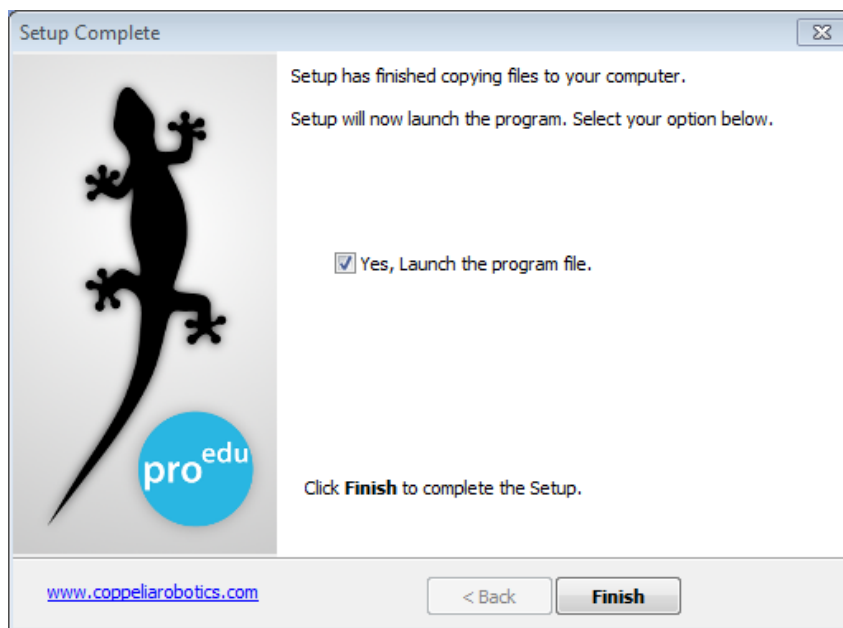 Setup Complete
Setup has finished copying files to your computer.
Setup will now launch the program. Select your option below.
Yes, Launch the program file.
pro edu
Click Finish to complete the Setup.
www.coppeliarobotics.com
< Back
Finish